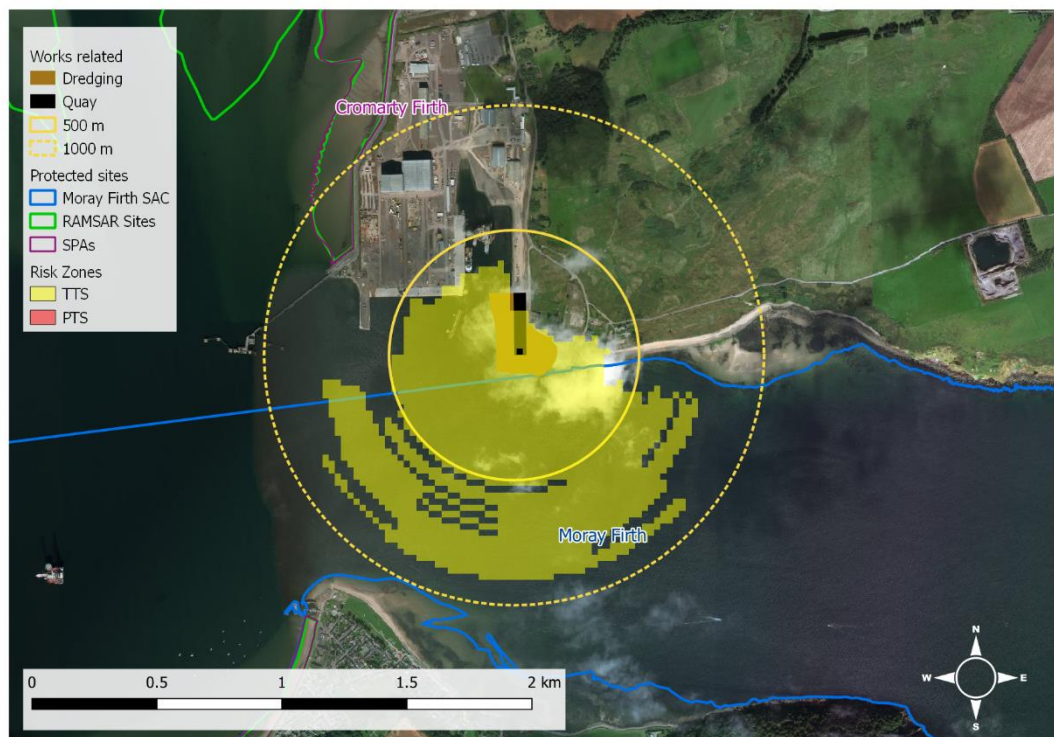 Works related
Dredging
Quay
500 m
1000 m
Protected sites
Moray Firth SAC
RAMSAR Sites
SPAs
Risk Zones
TTS
PTS
Cromarty Firth
Moray Firth
0 0.5 1 1.5 2 km
N
W E
S